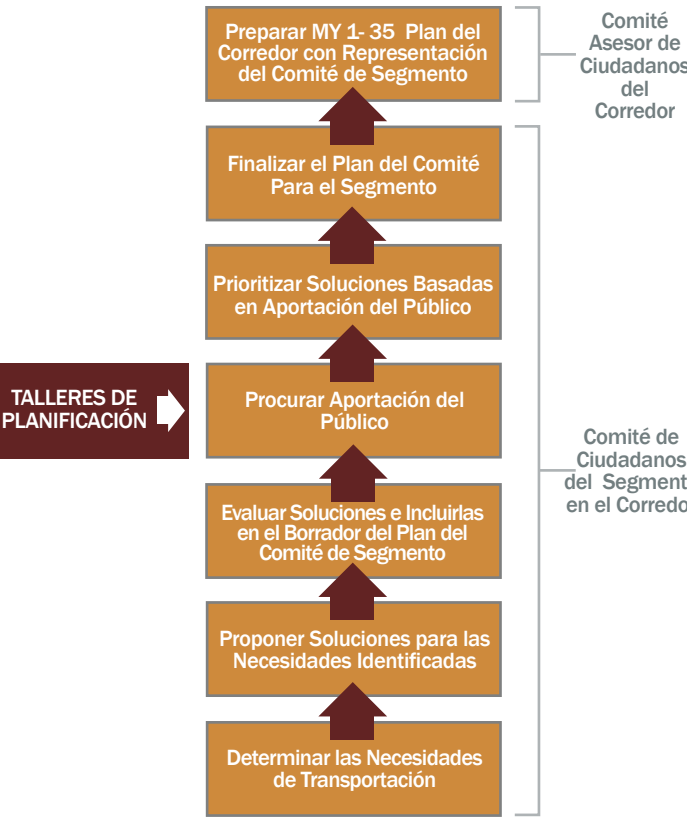 Preparar MY 1- 35 Plan del
Corredor con Representación
del Comité de Segmento
Comité
Asesor de
Ciudadanos
del
Corredor
Finalizar el Plan del Comité
Para el Segmento
Prioritizar Soluciones Basadas
en Aportación del Público
TALLERES DE
PLANIFICACIÓN
Procurar Aportación del
Público
Comité de
Ciudadanos
del Segment
en el Corredo
Evaluar Soluciones e Incluirlas
en el Borrador del Plan del
Comité de Segmento
Proponer Soluciones para las
Necesidades Identificadas
Determinar las Necesidades
de Transportación